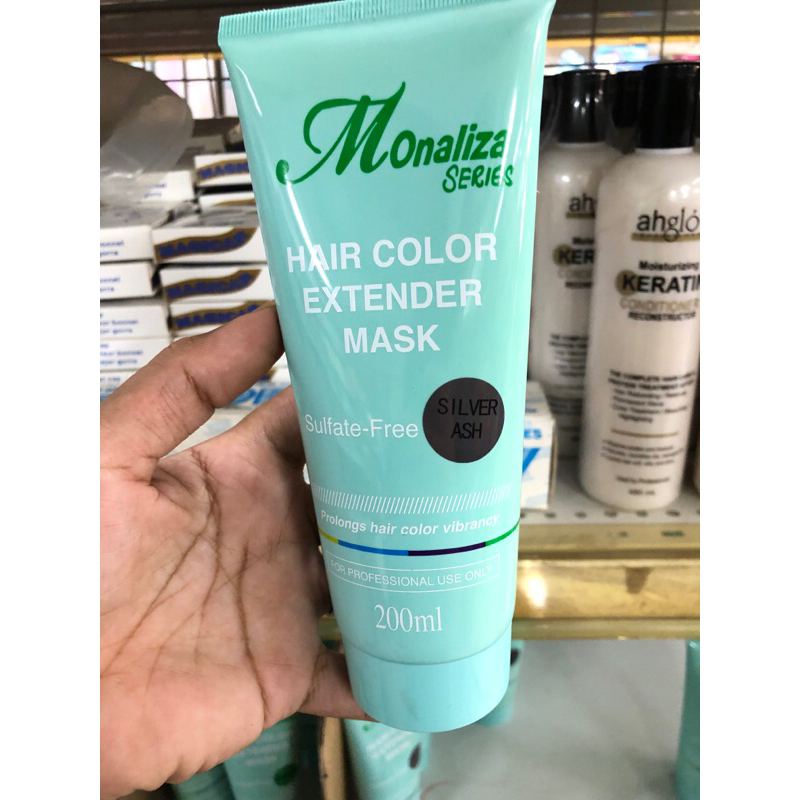 Monaliza
SERIES
HAIR COLOR
EXTENDER
MASK
Sulfate-Free
SILVER
ASH
Prolongs hair color vibrancy
FOR PROFESSIONAL USE ONLY
200ml
ahgló
Moisturizing
KERATIN
CONDITIONER
RECONSTRUCTOR